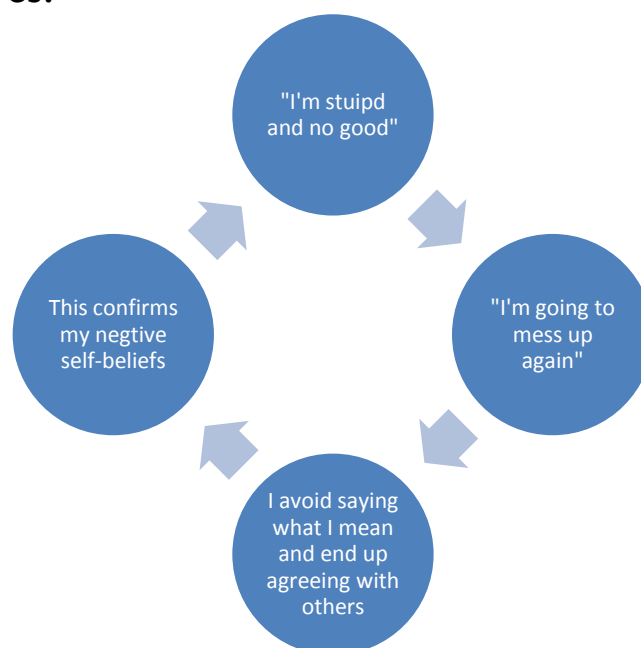 "I'm stuipd
and no good"
"I'm going to
mess up
again"
I avoid saying
what I mean
and end up
agreeing with
others
This confirms
my negtive
self-beliefs